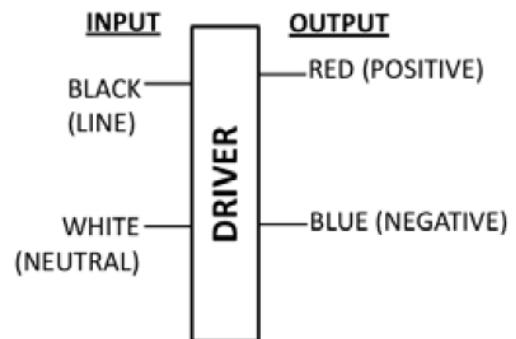 INPUT
OUTPUT
BLACK
(LINE)
RED (POSITIVE)
DRIVER
WHITE
(NEUTRAL)
BLUE (NEGATIVE)